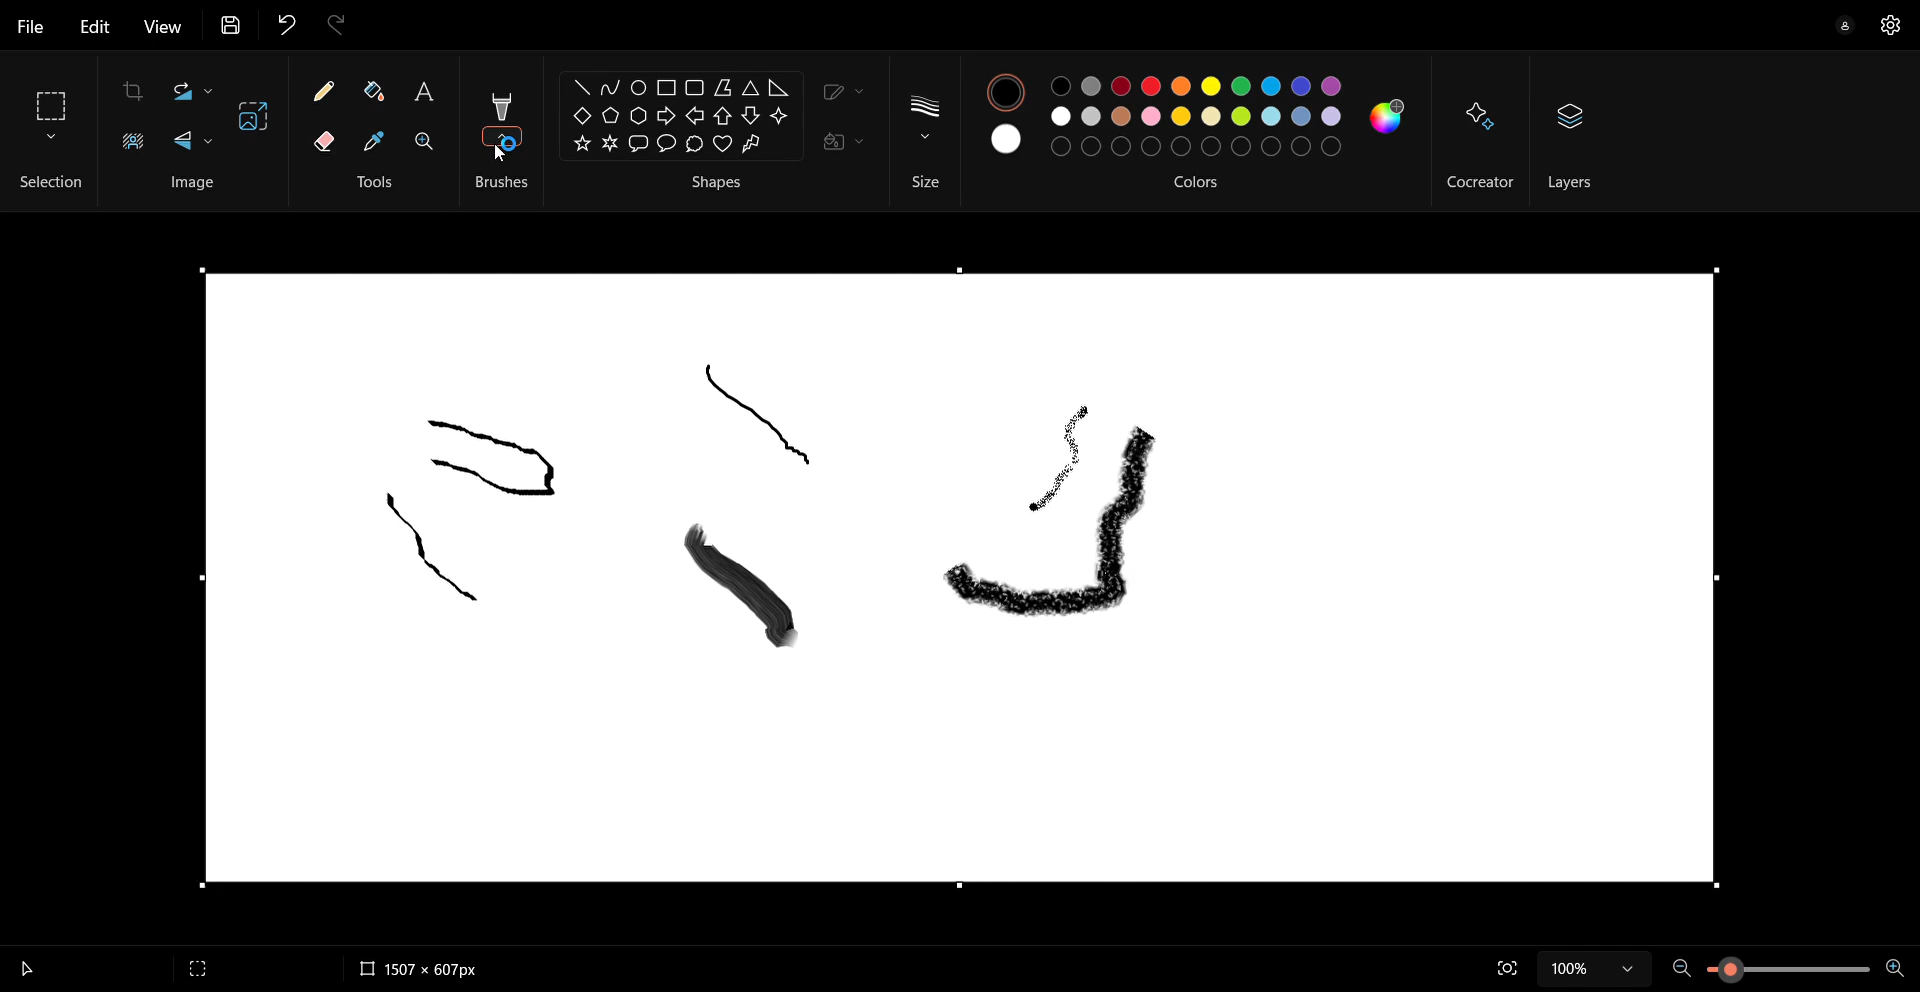 File Edit View
Selection Image Tools Brushes Shapes Size Colors Cocreator Layers
1507 × 607px 100%